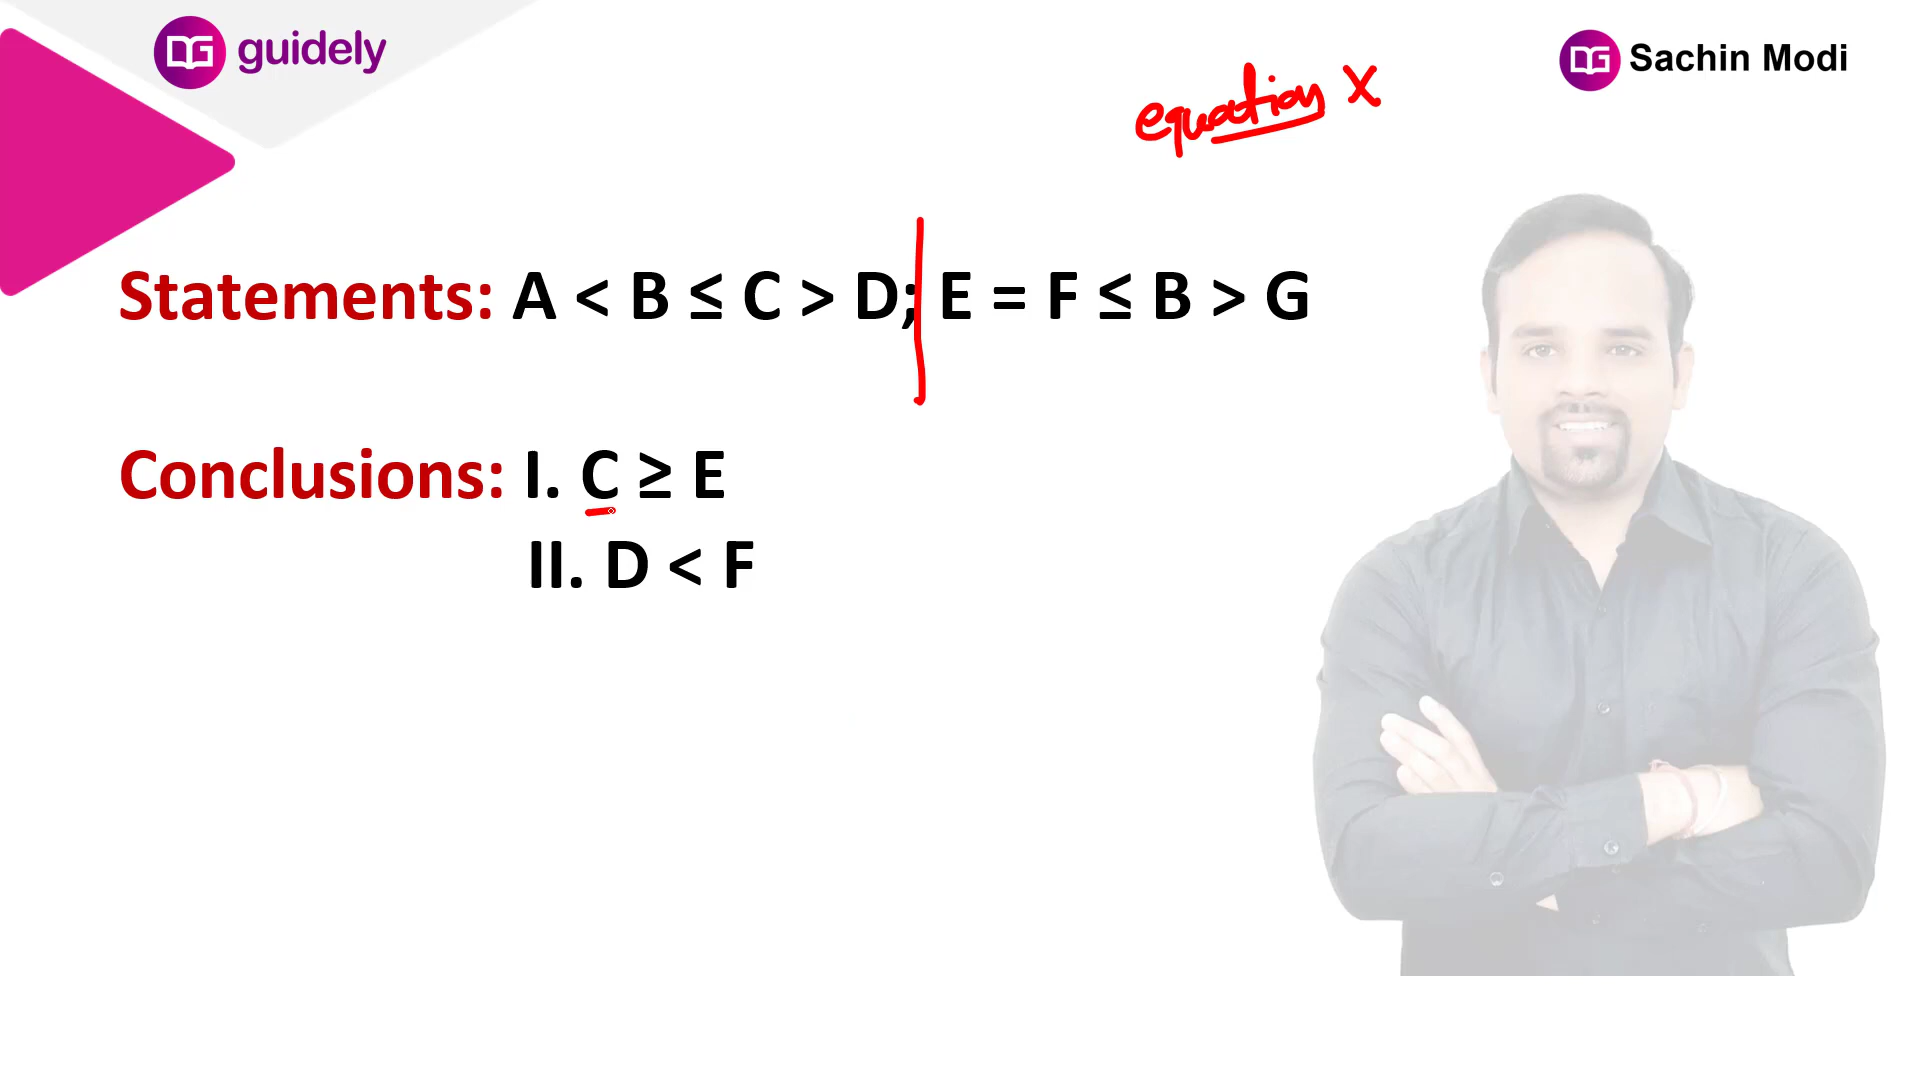 guidely
Sachin Modi
equation X
Statements: A < B ≤ C > D; E = F ≤ B > G
Conclusions: I. C ≥ E
II. D < F